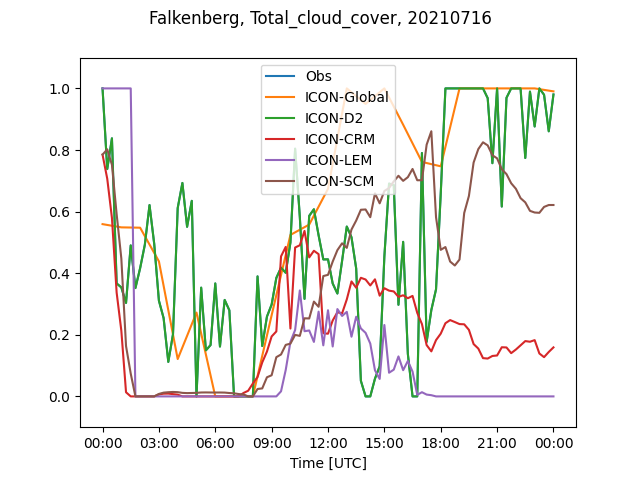 Falkenberg, Total_cloud_cover, 20210716
Obs
ICON-Global
ICON-D2
ICON-CRM
ICON-LEM
ICON-SCM
1.0
0.8
0.6
0.4
0.2
0.0
00:00 03:00 06:00 09:00 12:00 15:00 18:00 21:00 00:00
Time [UTC]